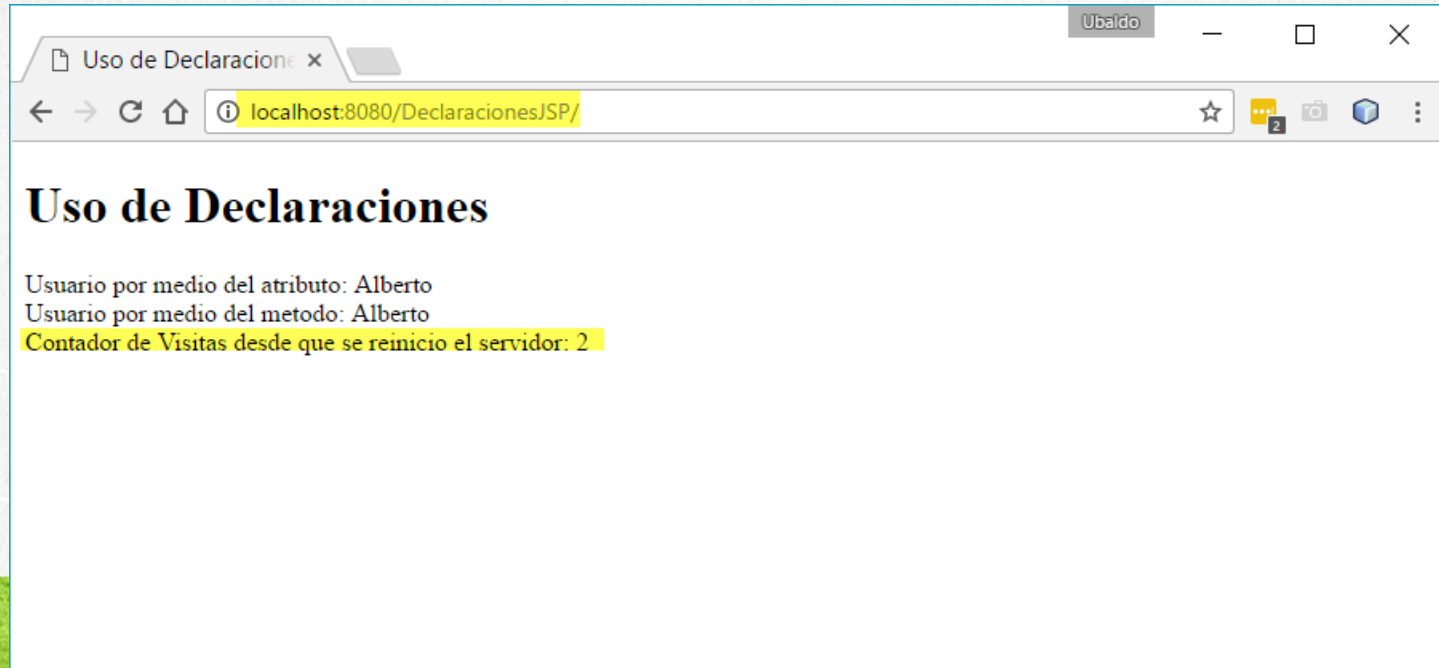 Ubaldo
Uso de Declaracione
localhost:8080/DeclaracionesJSP/
2
Uso de Declaraciones
Usuario por medio del atributo: Alberto
Usuario por medio del metodo: Alberto
Contador de Visitas desde que se reinicio el servidor: 2